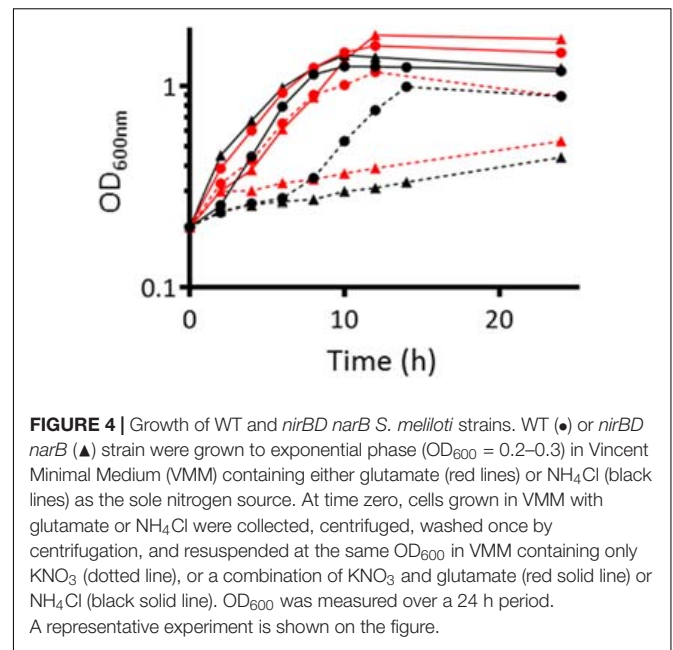 1
0.1
OD600nm
0
10
20
Time (h)
FIGURE 4 | Growth of WT and nirBD narB S. meliloti strains. WT (●) or nirBD
narB (▲) strain were grown to exponential phase (OD600 = 0.2–0.3) in Vincent
Minimal Medium (VMM) containing either glutamate (red lines) or NH4Cl (black
lines) as the sole nitrogen source. At time zero, cells grown in VMM with
glutamate or NH4Cl were collected, centrifuged, washed once by
centrifugation, and resuspended at the same OD600 in VMM containing only
KNO3 (dotted line), or a combination of KNO3 and glutamate (red solid line) or
NH4Cl (black solid line). OD600 was measured over a 24 h period.
A representative experiment is shown on the figure.